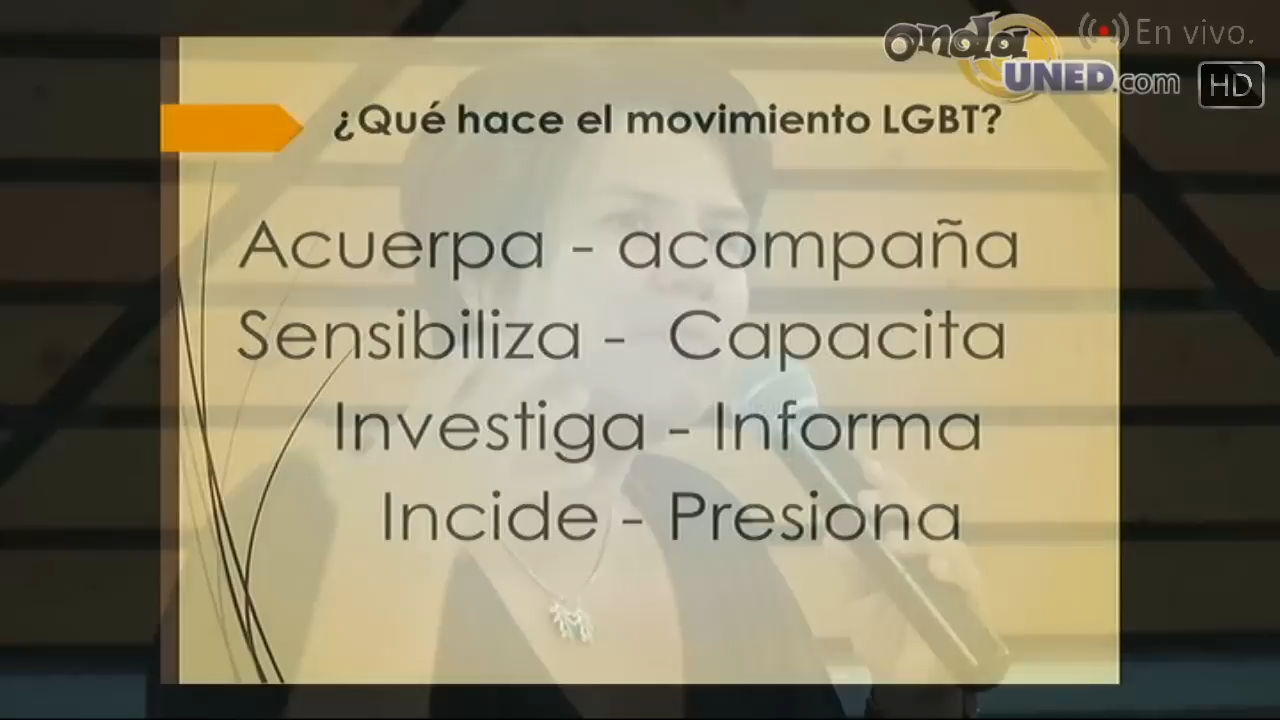 onda UNED.com
En vivo.
HD
¿Qué hace el movimiento LGBT?
Acuerpa - acompaña
Sensibiliza - Capacita
Investiga - Informa
Incide - Presiona